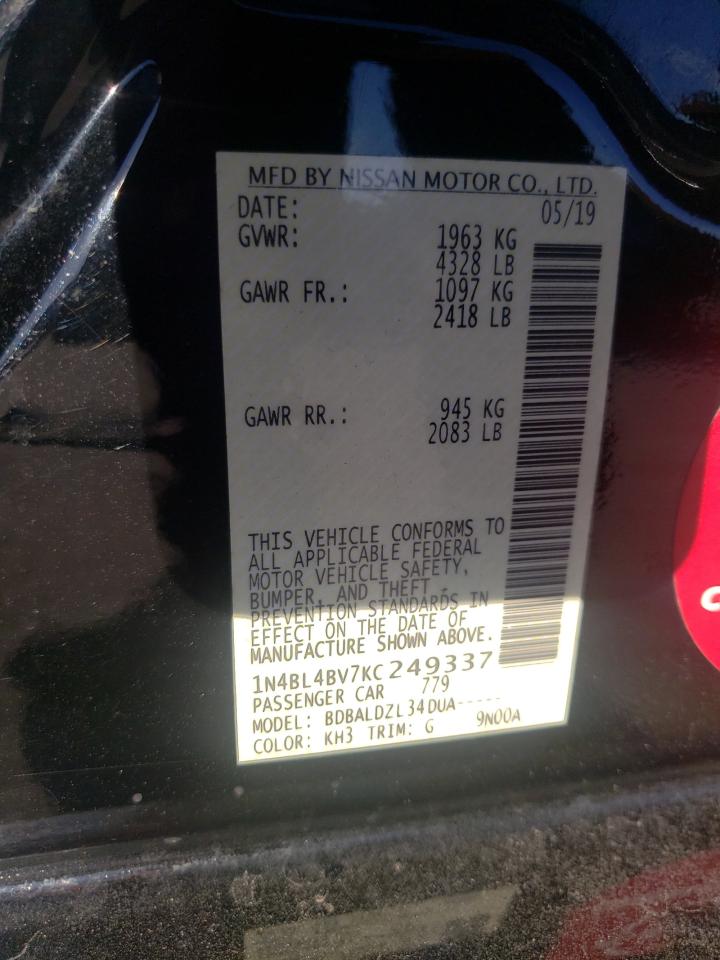 MFD BY NISSAN MOTOR CO., LTD.
DATE: 05/19
GVWR: 1963 KG
4328 LB
GAWR FR.: 1097 KG
2418 LB
GAWR RR.: 945 KG
2083 LB
THIS VEHICLE CONFORMS TO
ALL APPLICABLE FEDERAL
MOTOR VEHICLE SAFETY,
BUMPER, AND THEFT
PREVENTION STANDARDS IN
EFFECT ON THE DATE OF
MANUFACTURE SHOWN ABOVE.
1N4BL4BV7KC249337
PASSENGER CAR 779
MODEL: BDBALDZL34DUA-----
COLOR: KH3 TRIM: G 9N00A